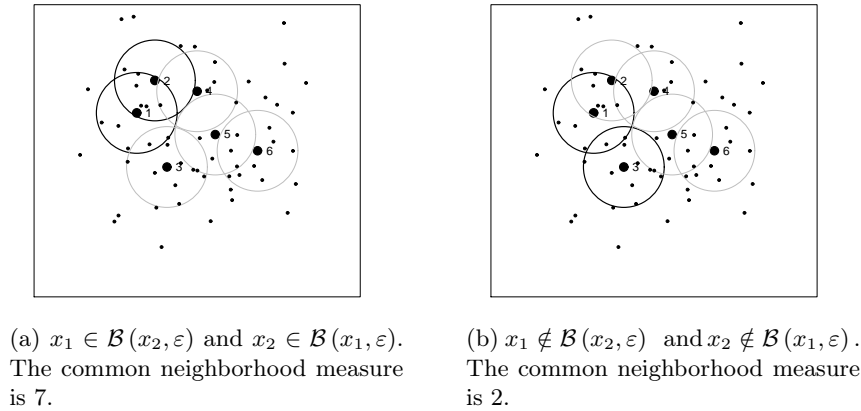 2
4
1
5
6
3
2
4
1
5
6
3
(a) x₁ ∈ ℬ (x₂, ε) and x₂ ∈ ℬ (x₁, ε).
The common neighborhood measure
is 7.
(b) x₁ ∉ ℬ (x₂, ε) and x₂ ∉ ℬ (x₁, ε) .
The common neighborhood measure
is 2.